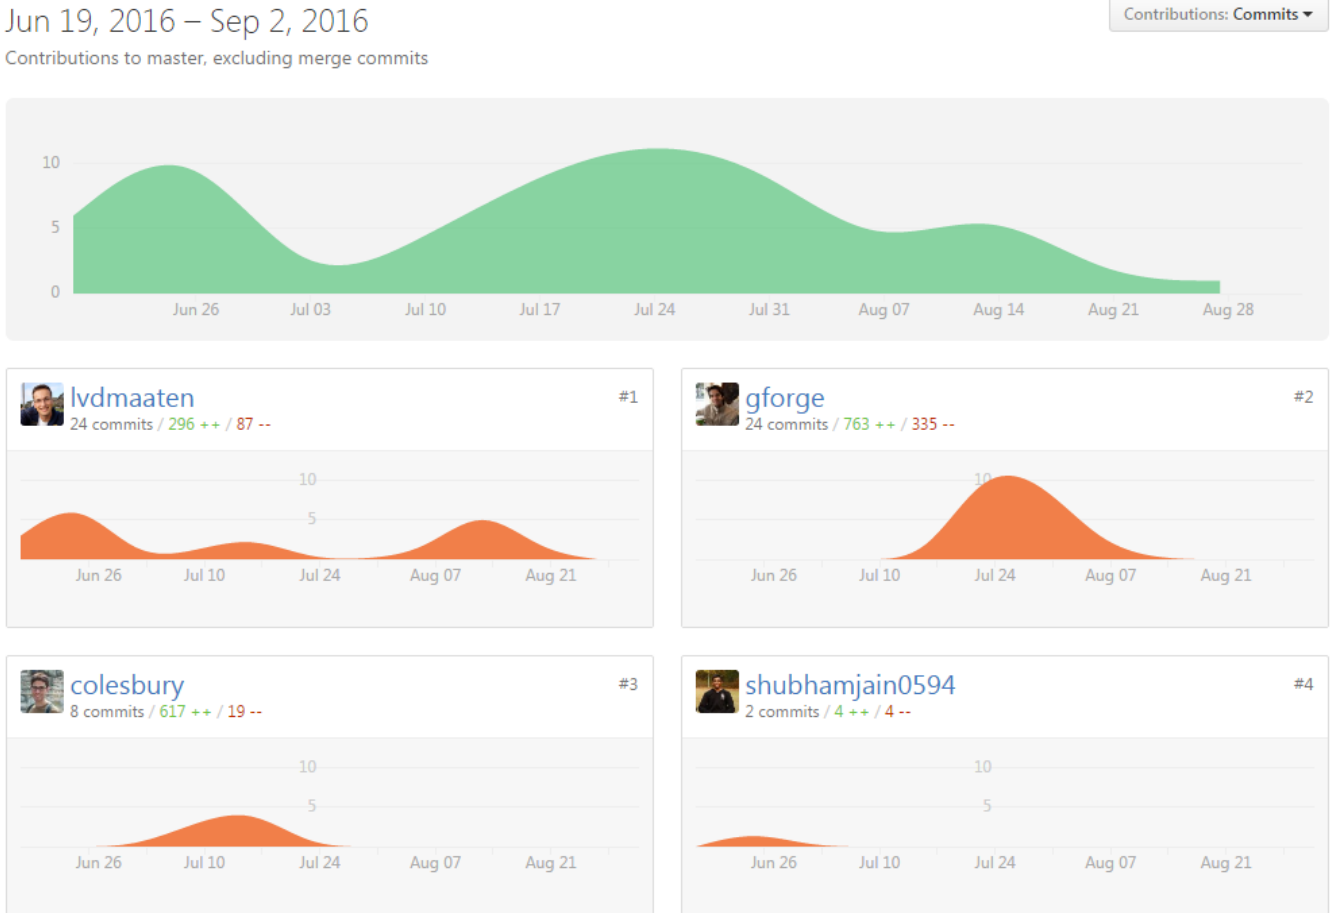 Jun 19, 2016 – Sep 2, 2016
Contributions: Commits
Contributions to master, excluding merge commits
10
5
0
Jun 26 Jul 03 Jul 10 Jul 17 Jul 24 Jul 31 Aug 07 Aug 14 Aug 21 Aug 28
lvdmaaten #1
24 commits / 296 ++ / 87 --
10
5
Jun 26 Jul 10 Jul 24 Aug 07 Aug 21
gforge #2
24 commits / 763 ++ / 335 --
10
Jun 26 Jul 10 Jul 24 Aug 07 Aug 21
colesbury #3
8 commits / 617 ++ / 19 --
10
5
Jun 26 Jul 10 Jul 24 Aug 07 Aug 21
shubhamjain0594 #4
2 commits / 4 ++ / 4 --
10
5
Jun 26 Jul 10 Jul 24 Aug 07 Aug 21